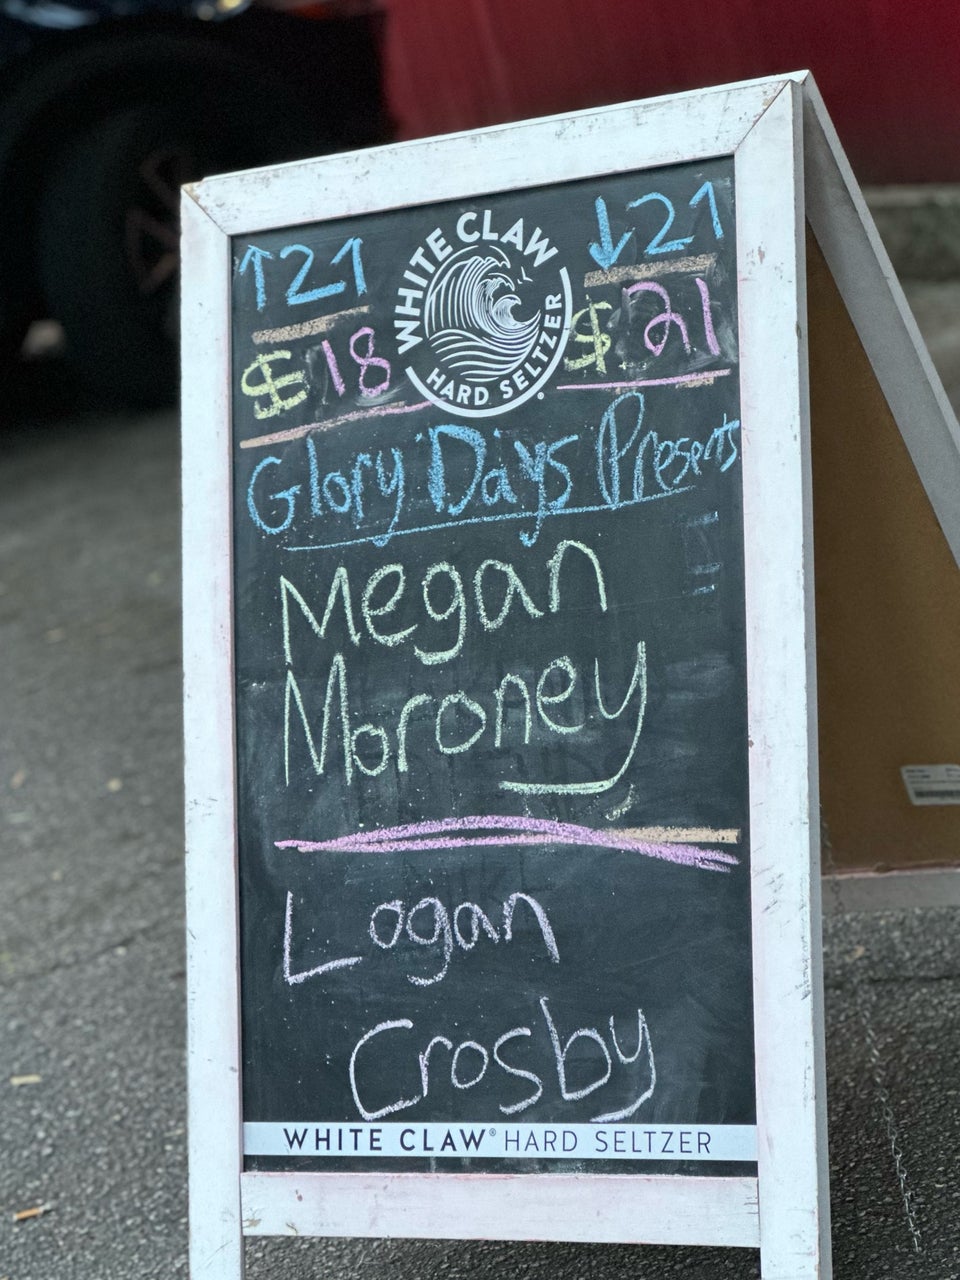 ↑21
$18
WHITE CLAW
HARD SELTZER®
↓21
$21
Glory Days Presents
Megan
Moroney
Logan
Crosby
WHITE CLAW® HARD SELTZER